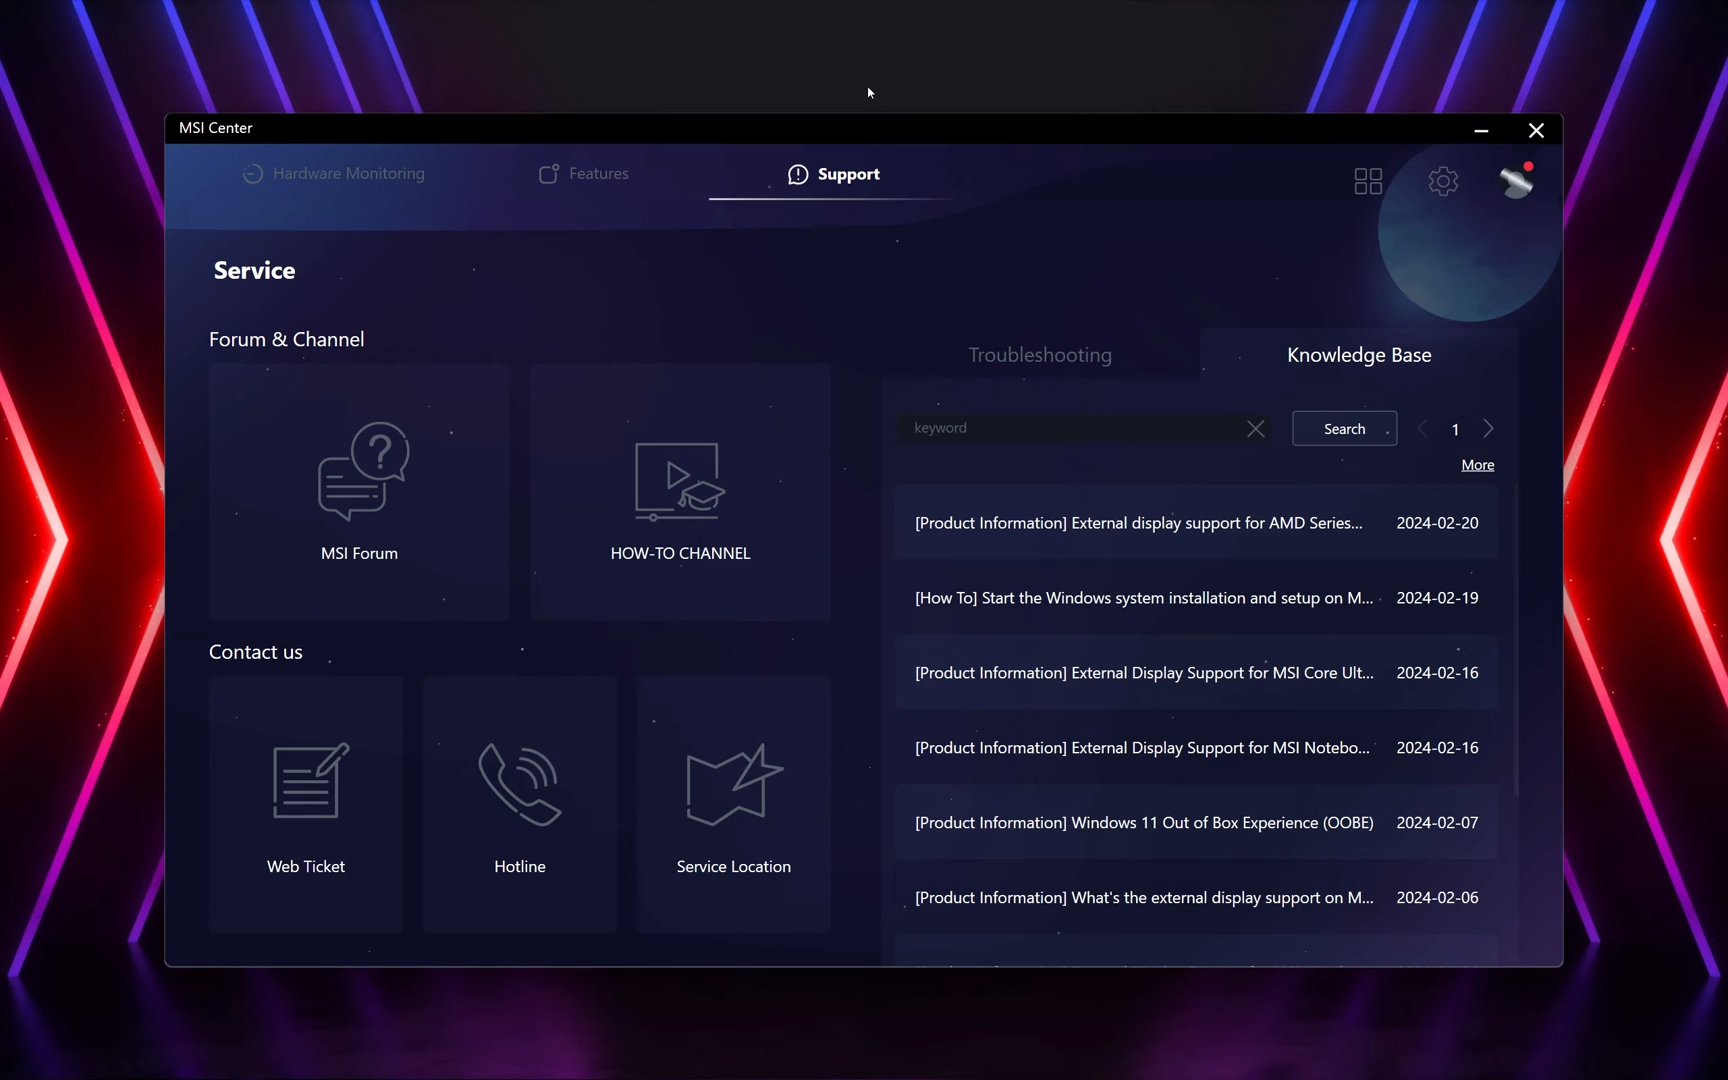 MSI Center
Hardware Monitoring
Features
Support
Service
Forum & Channel
MSI Forum
HOW-TO CHANNEL
Contact us
Web Ticket
Hotline
Service Location
Troubleshooting
Knowledge Base
keyword
Search
1
More
[Product Information] External display support for AMD Series... 2024-02-20
[How To] Start the Windows system installation and setup on M... 2024-02-19
[Product Information] External Display Support for MSI Core Ult... 2024-02-16
[Product Information] External Display Support for MSI Notebo... 2024-02-16
[Product Information] Windows 11 Out of Box Experience (OOBE) 2024-02-07
[Product Information] What's the external display support on M... 2024-02-06